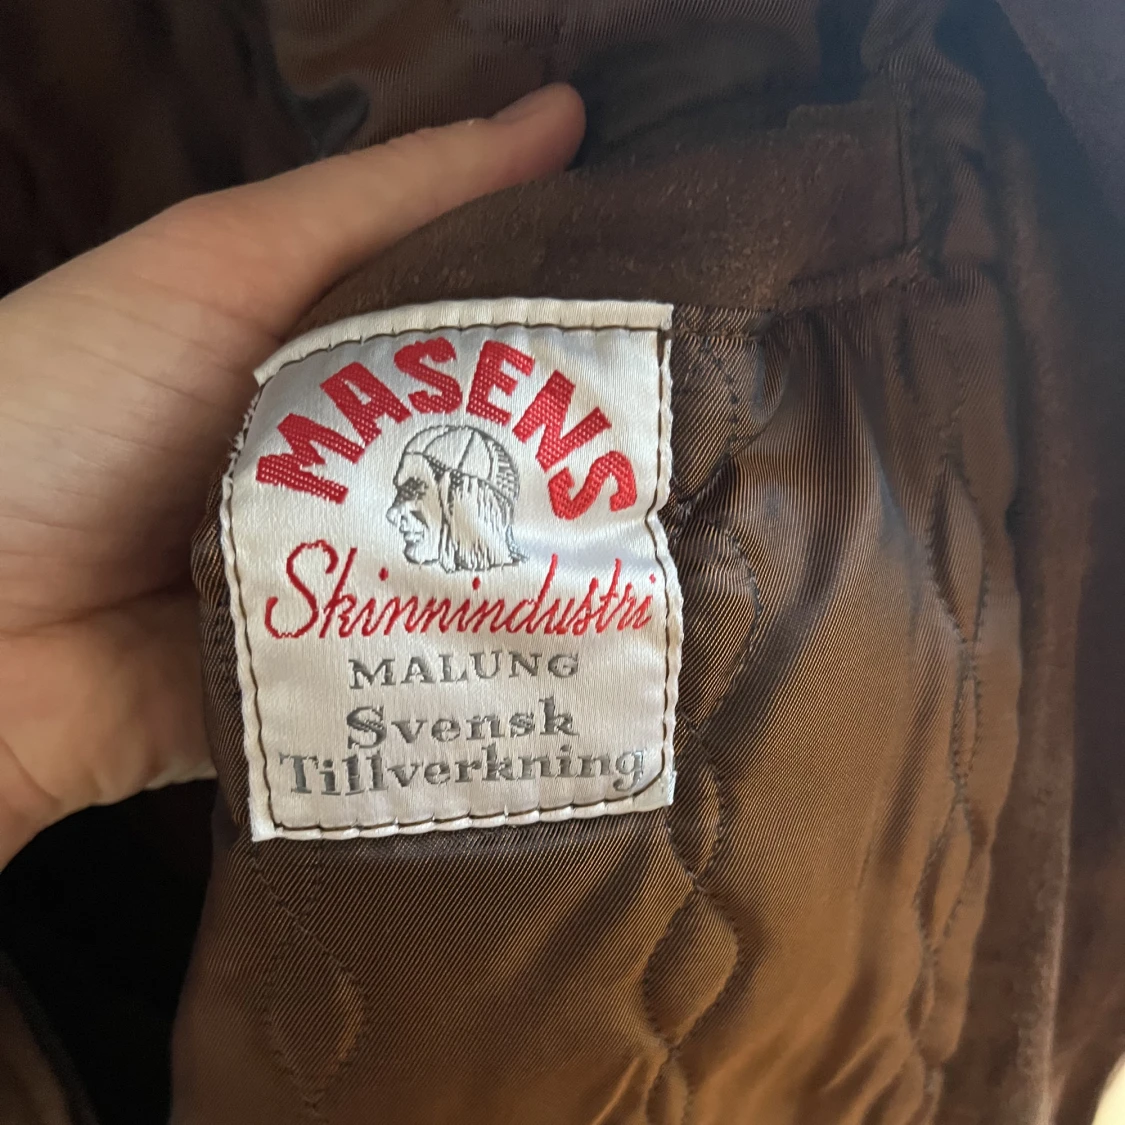 MASENS
Skinnindustri
MALUNG
Svensk
Tillverkning